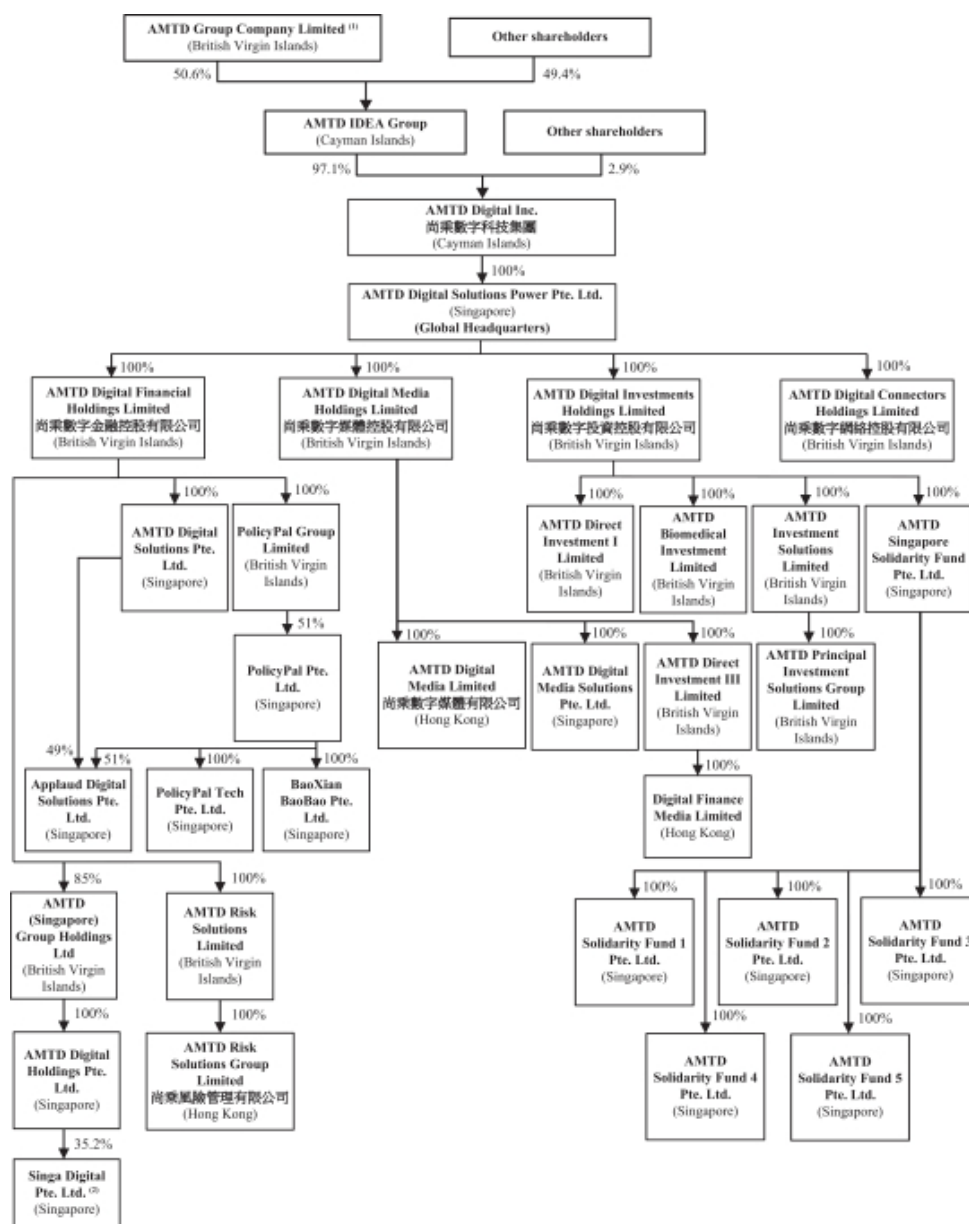 AMTD Group Company Limited (1)
(British Virgin Islands)
Other shareholders
50.6%
49.4%
AMTD IDEA Group
(Cayman Islands)
Other shareholders
97.1%
2.9%
AMTD Digital Inc.
尚乘數字科技集團
(Cayman Islands)
100%
AMTD Digital Solutions Power Pte. Ltd.
(Singapore)
(Global Headquarters)
100%
100%
100%
100%
AMTD Digital Financial
Holdings Limited
尚乘數字金融控股有限公司
(British Virgin Islands)
AMTD Digital Media
Holdings Limited
尚乘數字媒體控股有限公司
(British Virgin Islands)
AMTD Digital Investments
Holdings Limited
尚乘數字投資控股有限公司
(British Virgin Islands)
AMTD Digital Connectors
Holdings Limited
尚乘數字網絡控股有限公司
(British Virgin Islands)
100%
100%
100%
100%
100%
100%
AMTD Digital
Solutions Pte.
Ltd.
(Singapore)
PolicyPal Group
Limited
(British Virgin
Islands)
AMTD Direct
Investment I
Limited
(British Virgin
Islands)
AMTD
Biomedical
Investment
Limited
(British Virgin
Islands)
AMTD
Investment
Solutions
Limited
(British Virgin
Islands)
AMTD
Singapore
Solidarity Fund
Pte. Ltd.
(Singapore)
51%
100%
100%
100%
100%
PolicyPal Pte.
Ltd.
(Singapore)
AMTD Digital
Media Limited
尚乘數字媒體有限公司
(Hong Kong)
AMTD Digital
Media Solutions
Pte. Ltd.
(Singapore)
AMTD Direct
Investment III
Limited
(British Virgin
Islands)
AMTD Principal
Investment
Solutions Group
Limited
(British Virgin
Islands)
49%
51%
100%
100%
100%
Applaud Digital
Solutions Pte.
Ltd.
(Singapore)
PolicyPal Tech
Pte. Ltd.
(Singapore)
BaoXian
BaoBao Pte.
Ltd.
(Singapore)
Digital Finance
Media Limited
(Hong Kong)
85%
100%
100%
100%
100%
AMTD
(Singapore)
Group Holdings
Ltd
(British Virgin
Islands)
AMTD Risk
Solutions
Limited
(British Virgin
Islands)
AMTD
Solidarity Fund 1
Pte. Ltd.
(Singapore)
AMTD
Solidarity Fund 2
Pte. Ltd.
(Singapore)
AMTD
Solidarity Fund 3
Pte. Ltd.
(Singapore)
100%
100%
100%
100%
AMTD Digital
Holdings Pte.
Ltd.
(Singapore)
AMTD Risk
Solutions Group
Limited
尚乘風險管理有限公司
(Hong Kong)
AMTD
Solidarity Fund 4
Pte. Ltd.
(Singapore)
AMTD
Solidarity Fund 5
Pte. Ltd.
(Singapore)
35.2%
Singa Digital
Pte. Ltd. (2)
(Singapore)